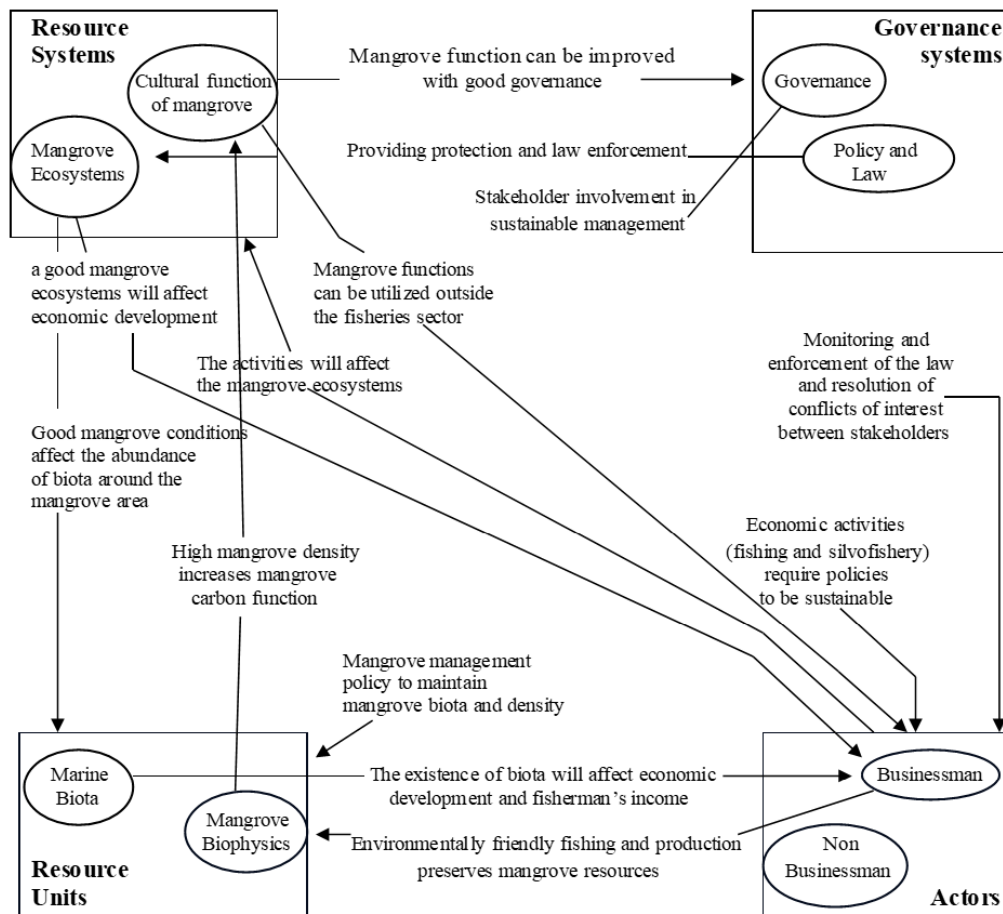 Resource
Systems
Cultural function
of mangrove
Mangrove
Ecosystems
Mangrove function can be improved
with good governance
Governance
systems
Governance
Providing protection and law enforcement
Policy and
Law
Stakeholder involvement in
sustainable management
a good mangrove
ecosystems will affect
economic development
Mangrove functions
can be utilized outside
the fisheries sector
The activities will affect
the mangrove ecosystems
Monitoring and
enforcement of the law
and resolution of
conflicts of interest
between stakeholders
Good mangrove conditions
affect the abundance
of biota around the
mangrove area
High mangrove density
increases mangrove
carbon function
Economic activities
(fishing and silvofishery)
require policies
to be sustainable
Mangrove management
policy to maintain
mangrove biota and density
Marine
Biota
The existence of biota will affect economic
development and fisherman's income
Businessman
Mangrove
Biophysics
Environmentally friendly fishing and production
preserves mangrove resources
Non
Businessman
Resource
Units
Actors